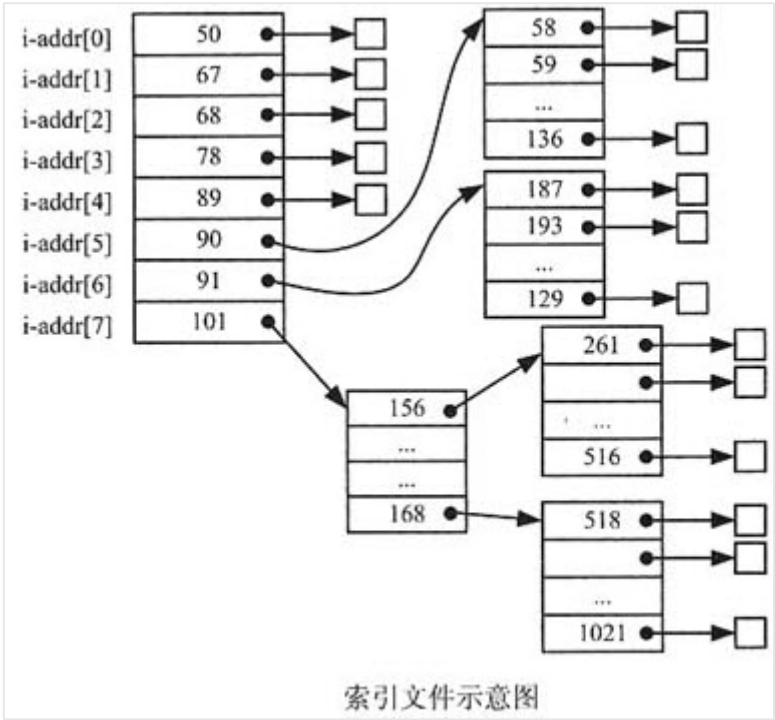 i-addr[0] 50
i-addr[1] 67
i-addr[2] 68
i-addr[3] 78
i-addr[4] 89
i-addr[5] 90
i-addr[6] 91
i-addr[7] 101
58
59
...
136
187
193
...
129
156
...
...
168
261
...
516
518
...
1021
索引文件示意图